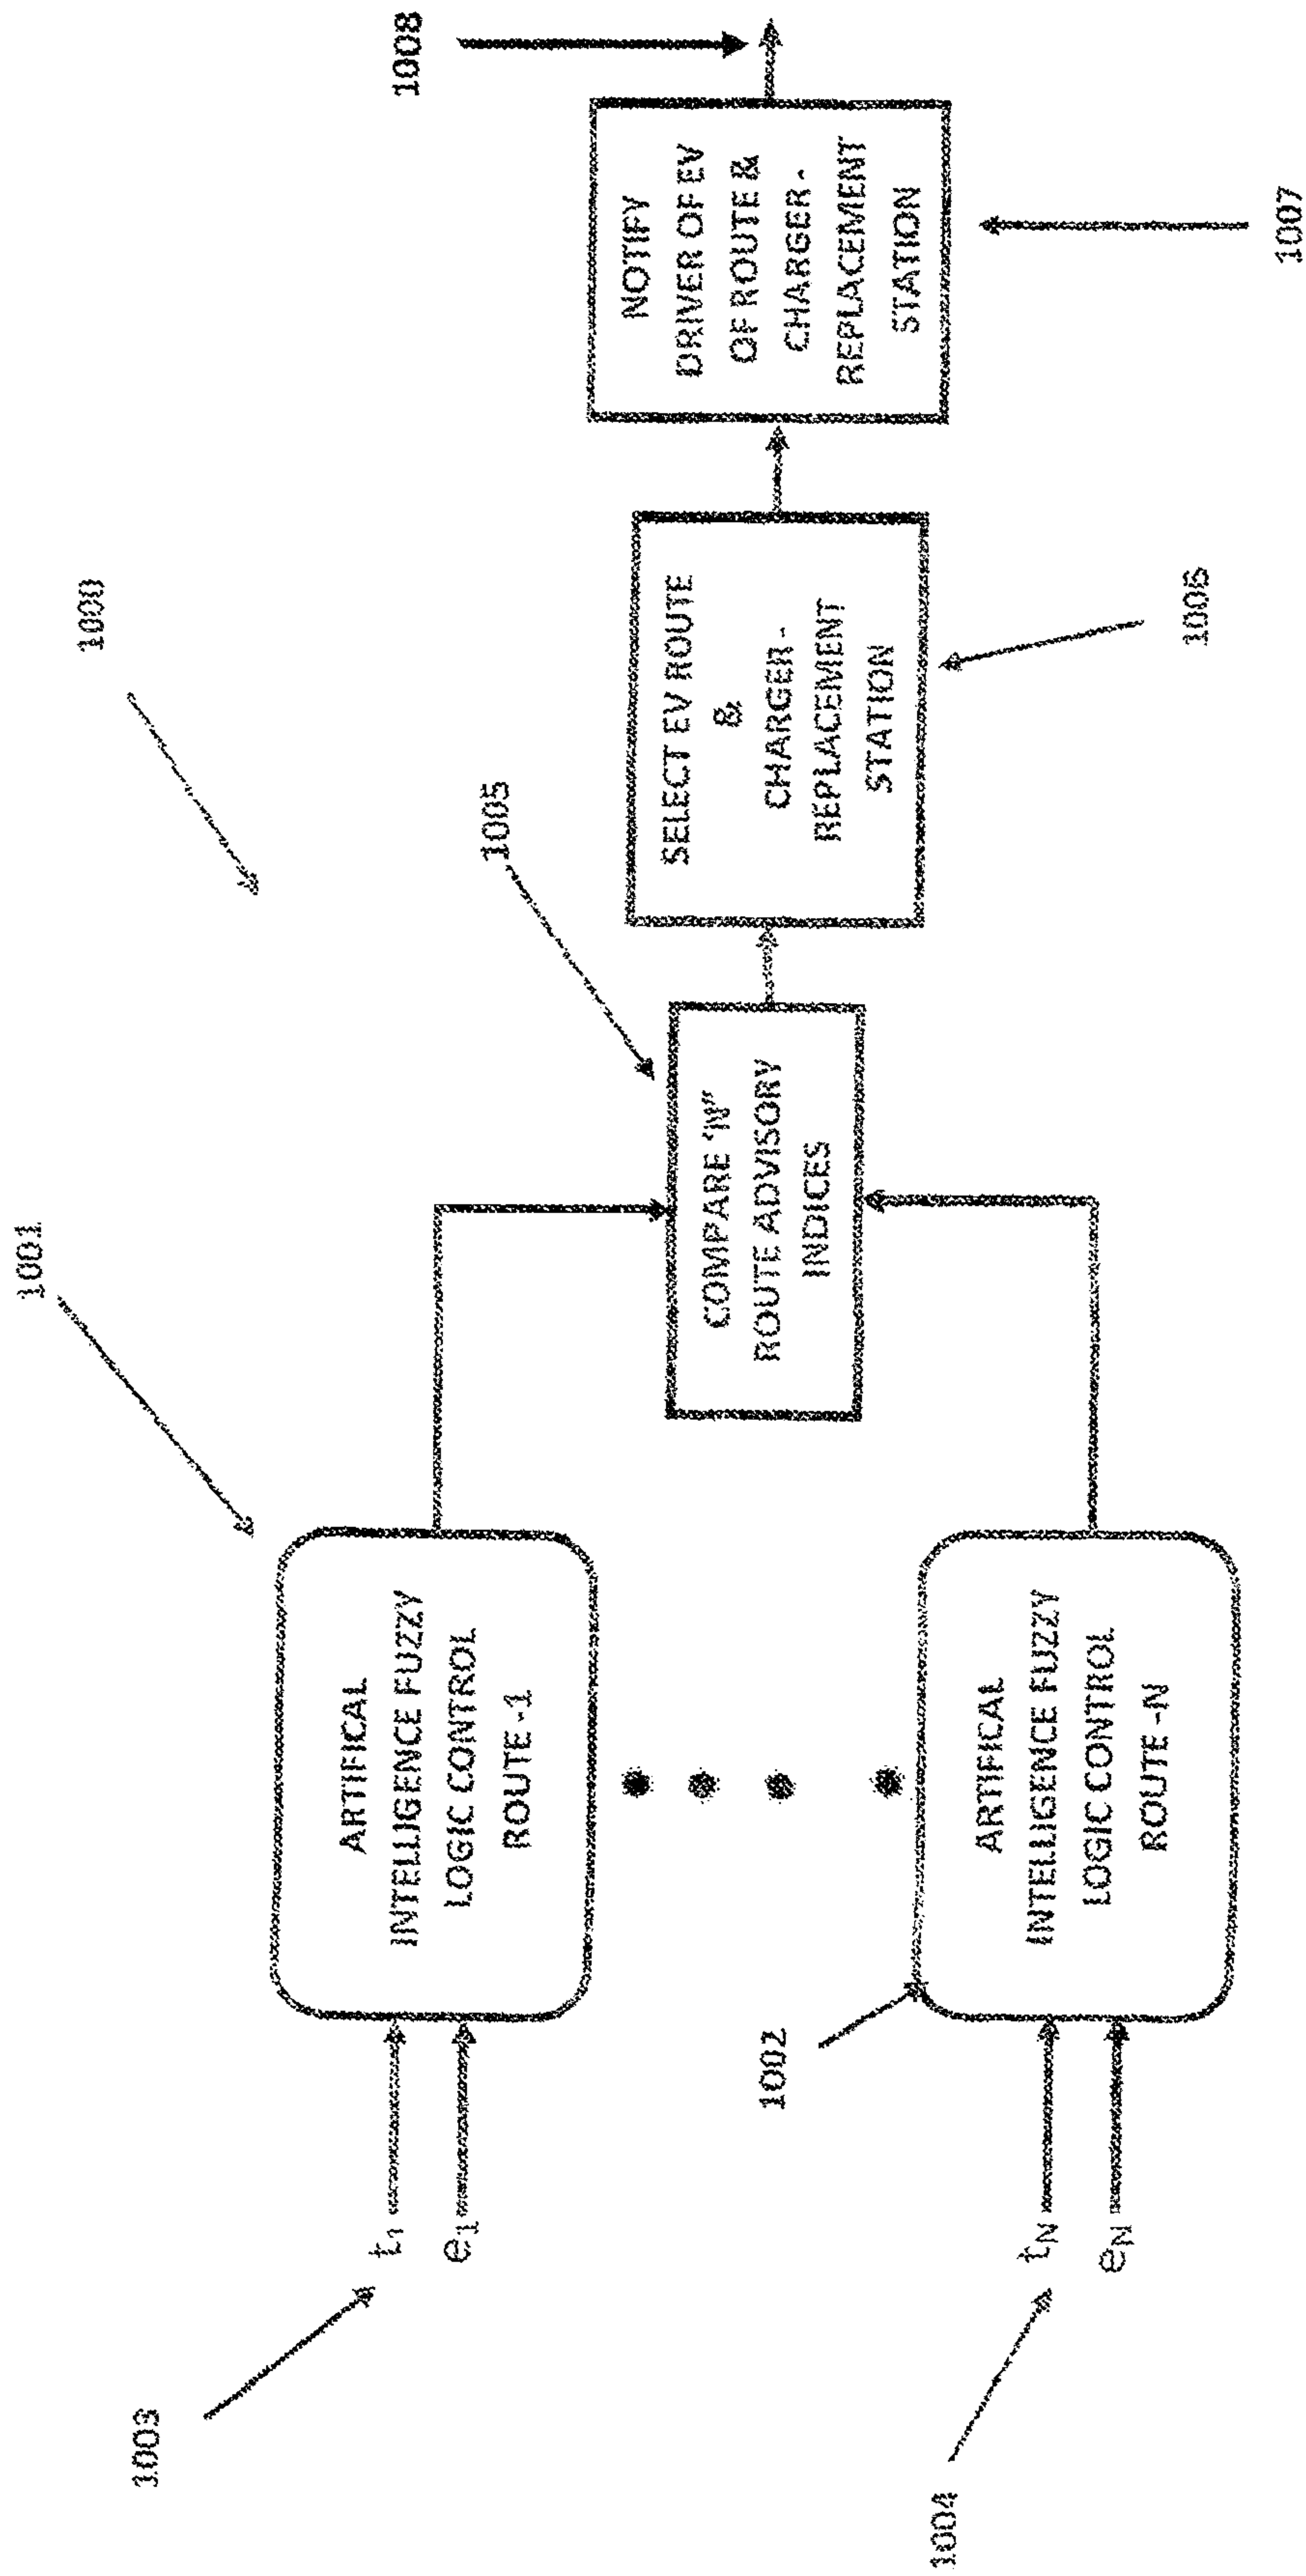 1000
1001
1003
t1
e1
ARTIFICAL
INTELLIGENCE FUZZY
LOGIC CONTROL
ROUTE -1
1002
1004
tN
eN
ARTIFICAL
INTELLIGENCE FUZZY
LOGIC CONTROL
ROUTE -N
1005
COMPARE 'N"
ROUTE ADVISORY
INDICES
SELECT EV ROUTE
&
CHARGER -
REPLACEMENT
STATION
1006
1008
NOTIFY
DRIVER OF EV
OF ROUTE &
CHARGER -
REPLACEMENT
STATION
1007